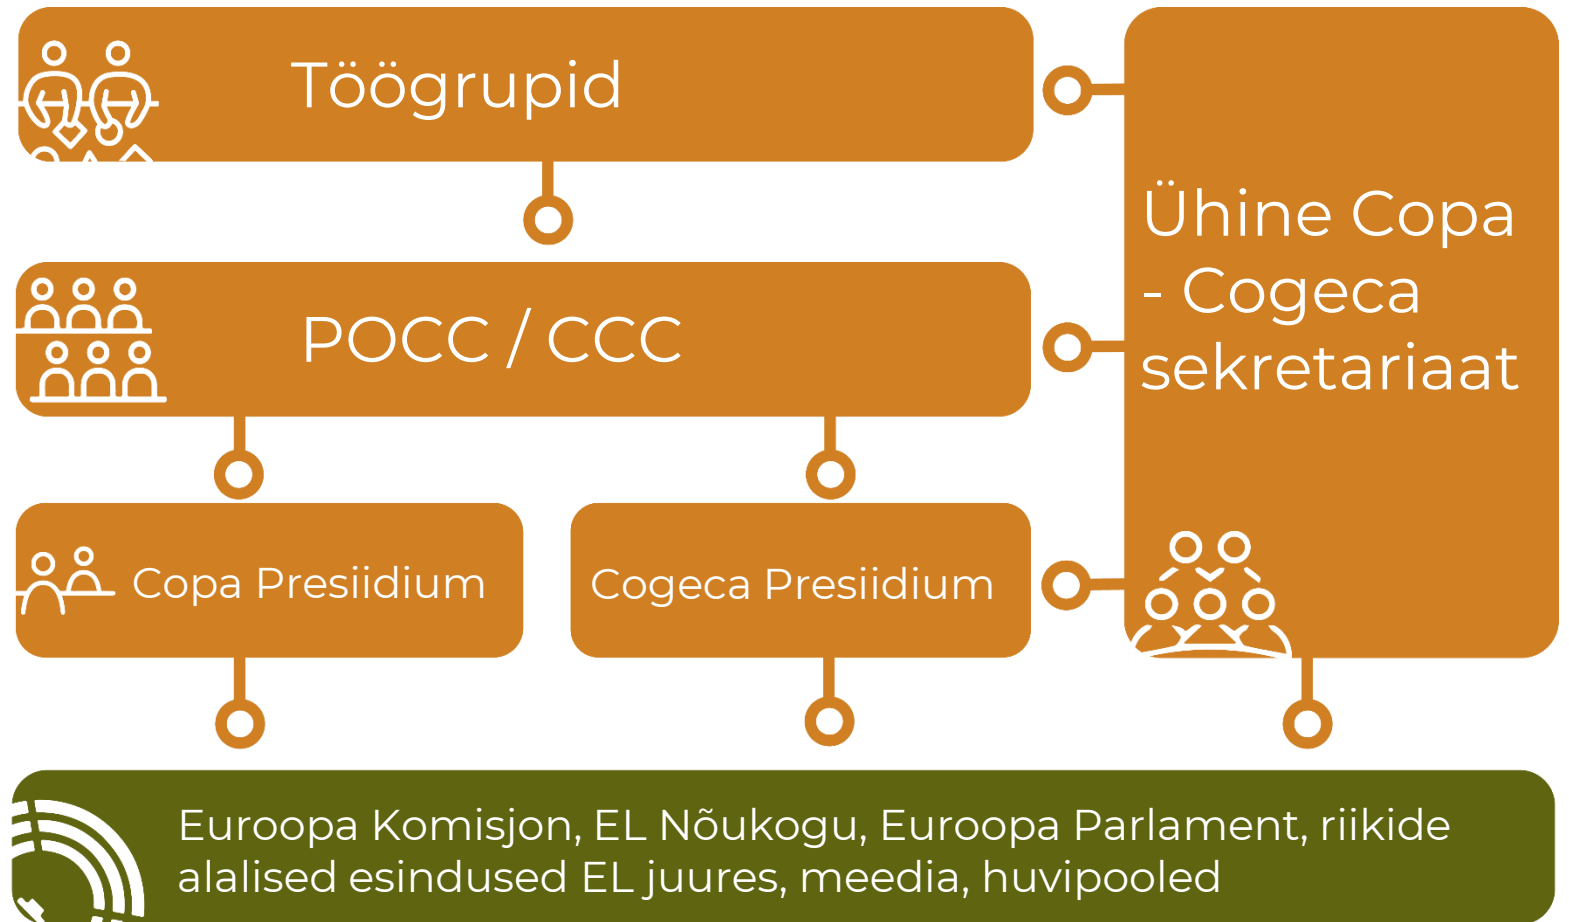 Töögrupid
Ühine Copa
- Cogeca
sekretariaat
POCC / CCC
Copa Presiidium
Cogeca Presiidium
Euroopa Komisjon, EL Nõukogu, Euroopa Parlament, riikide
alalised esindused EL juures, meedia, huvipooled